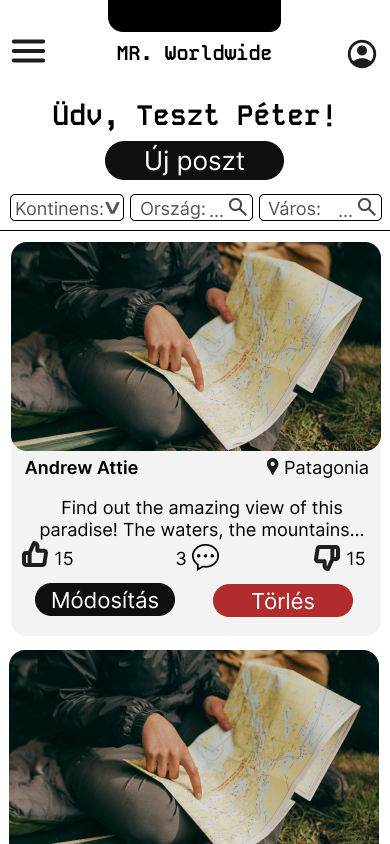 MR. Worldwide
Üdv, Teszt Péter!
Új poszt
Kontinens:
Ország: ...
Város: ...
Andrew Attie
Patagonia
Find out the amazing view of this
paradise! The waters, the mountains...
15
3
15
Módosítás
Törlés